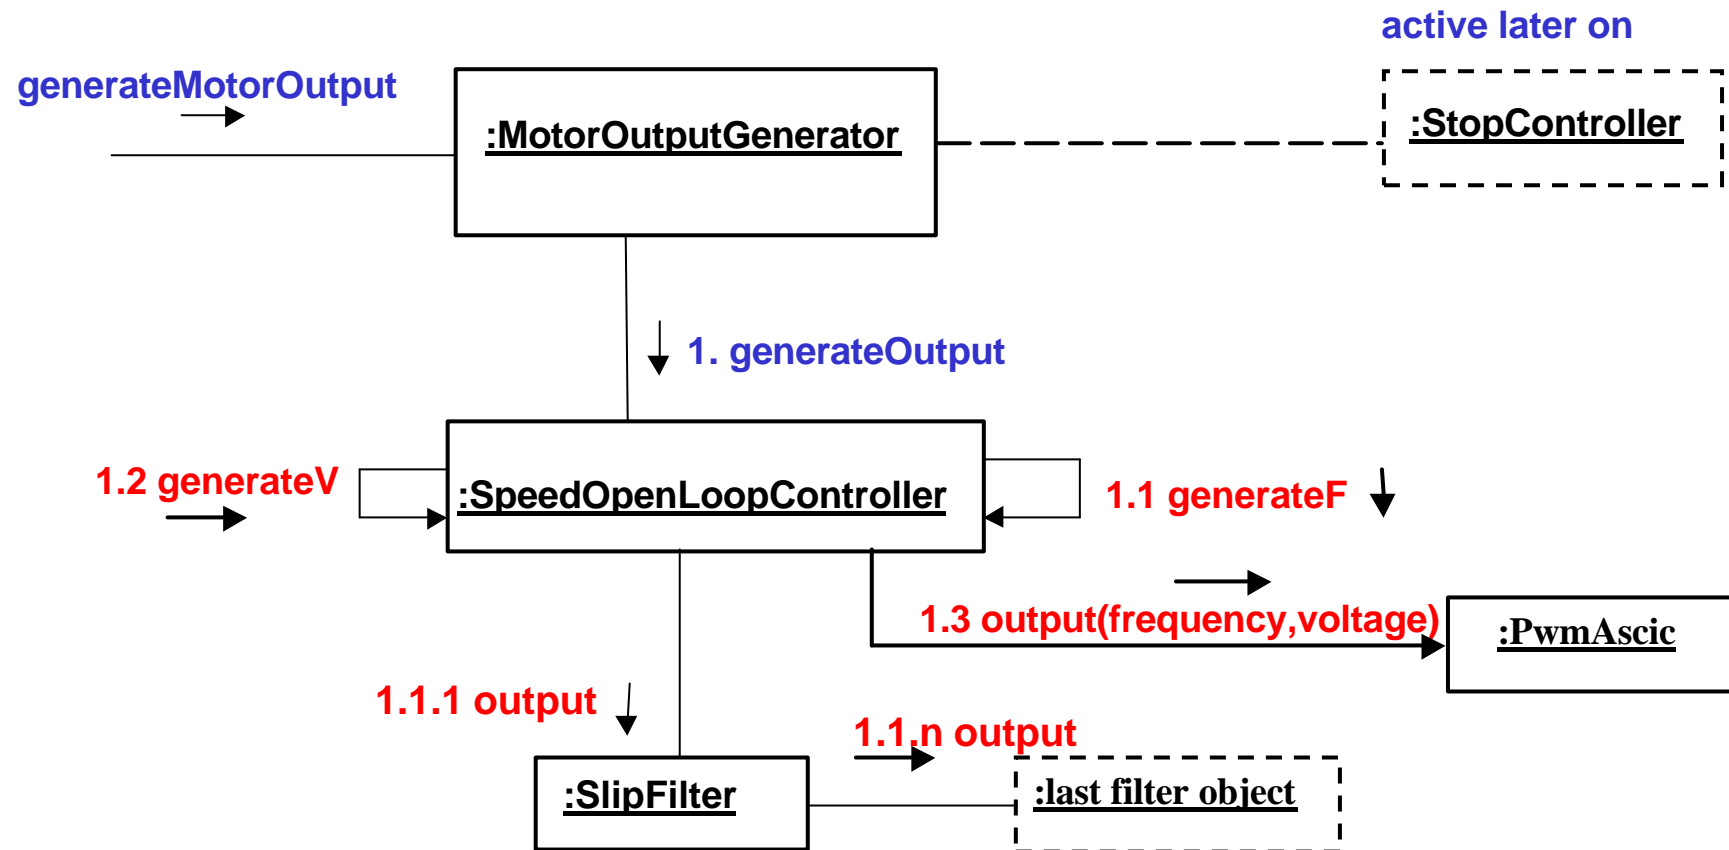 active later on
generateMotorOutput
:MotorOutputGenerator
:StopController
1. generateOutput
1.2 generateV
:SpeedOpenLoopController
1.1 generateF
1.3 output(frequency,voltage)
:PwmAscic
1.1.1 output
1.1.n output
:SlipFilter
:last filter object